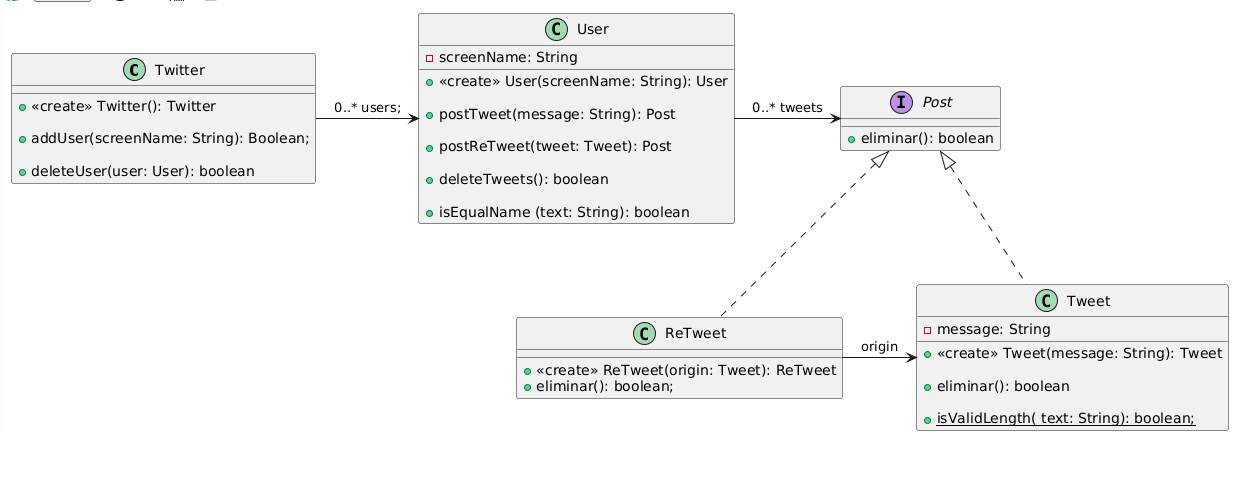 C Twitter
«create» Twitter(): Twitter
addUser(screenName: String): Boolean;
deleteUser(user: User): boolean
0..* users;
C User
screenName: String
«create» User(screenName: String): User
postTweet(message: String): Post
postReTweet(tweet: Tweet): Post
deleteTweets(): boolean
isEqualName (text: String): boolean
0..* tweets
I Post
eliminar(): boolean
C ReTweet
«create» ReTweet(origin: Tweet): ReTweet
eliminar(): boolean;
origin
C Tweet
message: String
«create» Tweet(message: String): Tweet
eliminar(): boolean
isValidLength( text: String): boolean;